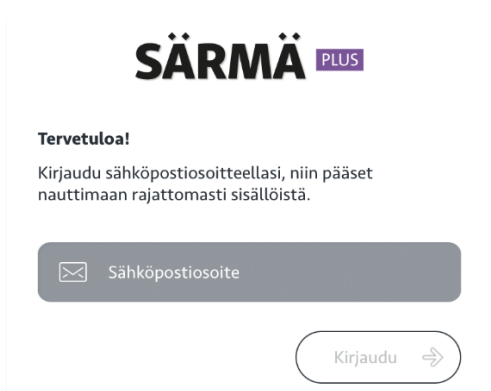 SÄRMÄ PLUS
Tervetuloa!
Kirjaudu sähköpostiosoitteellasi, niin pääset
nauttimaan rajattomasti sisällöistä.
Sähköpostiosoite
Kirjaudu